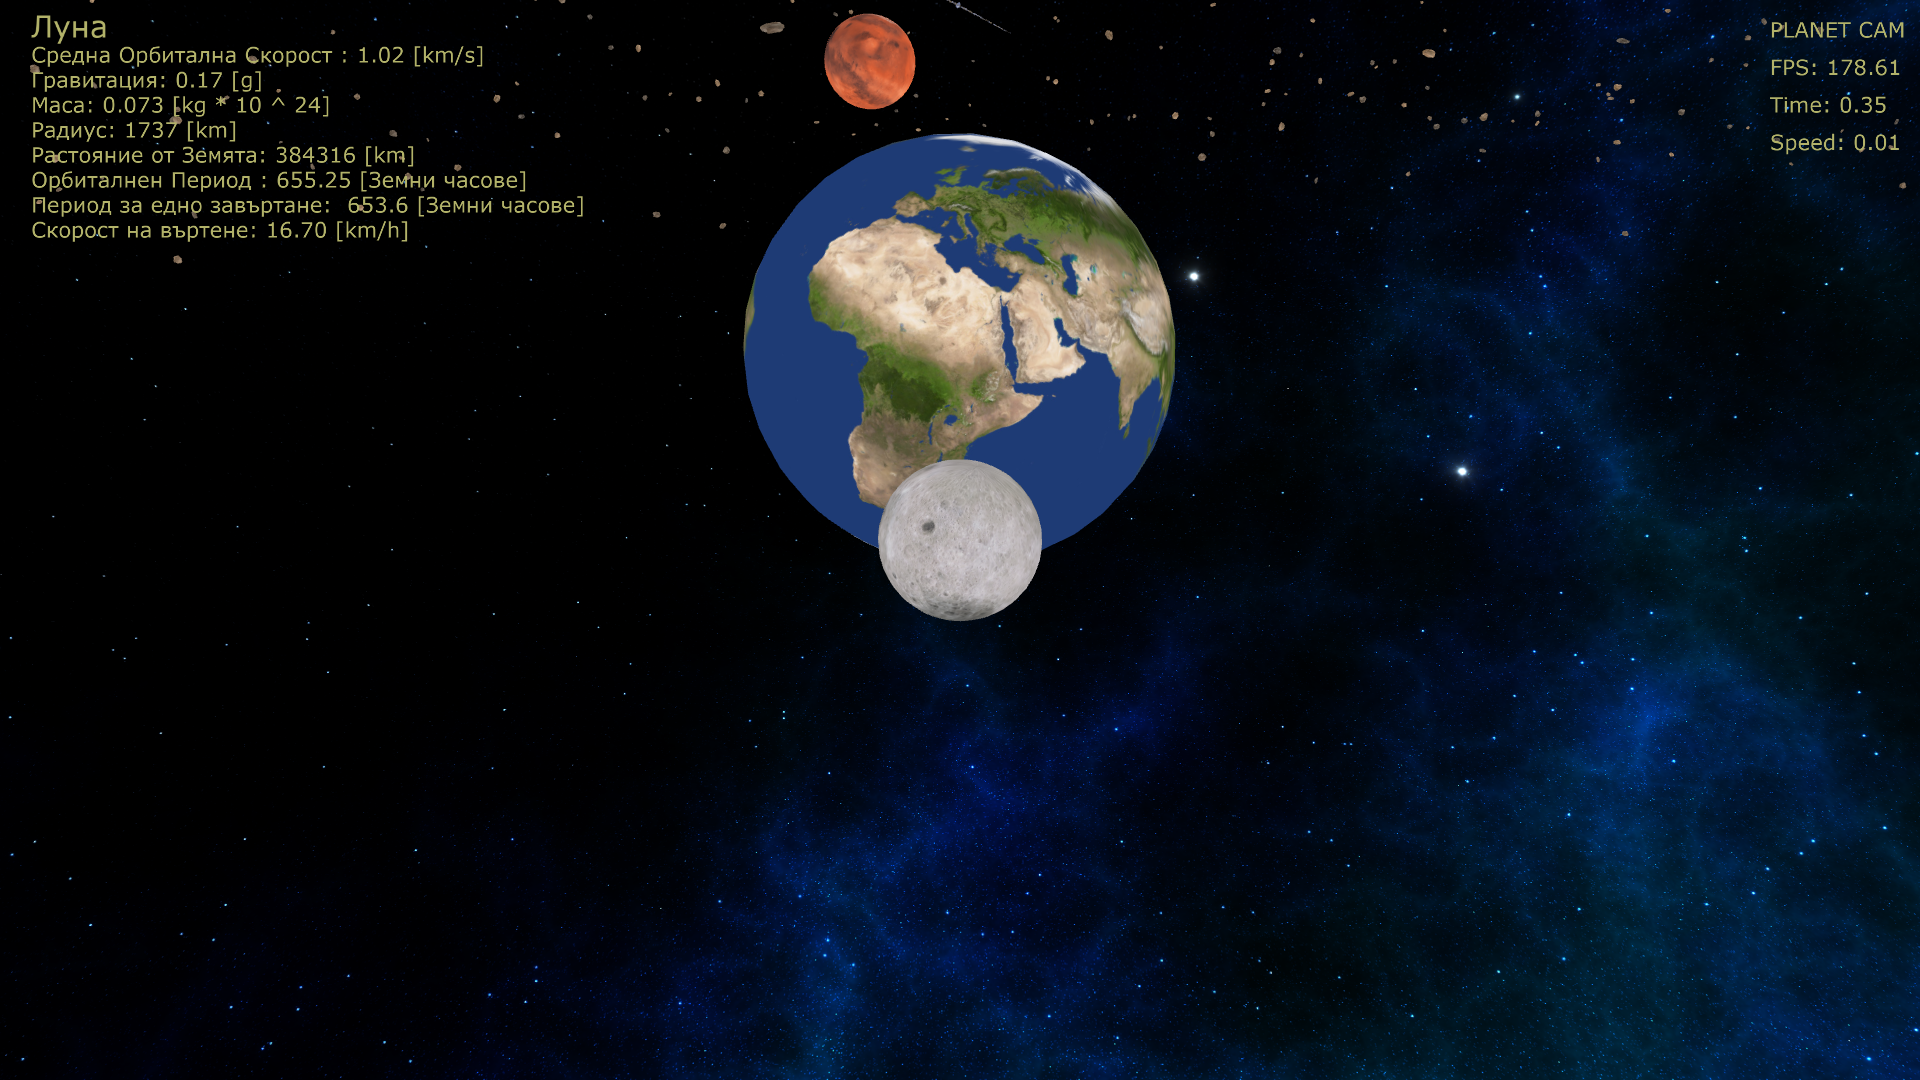 Луна
Средна Орбитална Скорост : 1.02 [km/s]
Гравитация: 0.17 [g]
Маса: 0.073 [kg * 10 ^ 24]
Радиус: 1737 [km]
Растояние от Земята: 384316 [km]
Орбиталнен Период : 655.25 [Земни часове]
Период за едно завъртане:  653.6 [Земни часове]
Скорост на въртене: 16.70 [km/h]
PLANET CAM
FPS: 178.61
Time: 0.35
Speed: 0.01